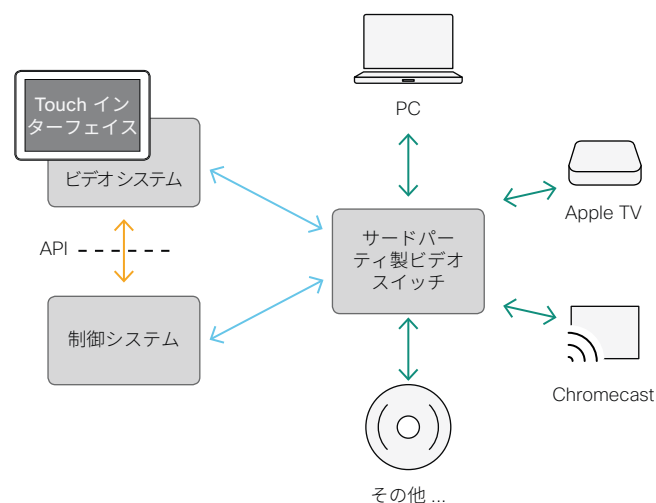 Touch イン
ターフェイス
ビデオシステム
API
制御システム
PC
サードパー
ティ製ビデオ
スイッチ
Apple TV
Chromecast
その他 ...